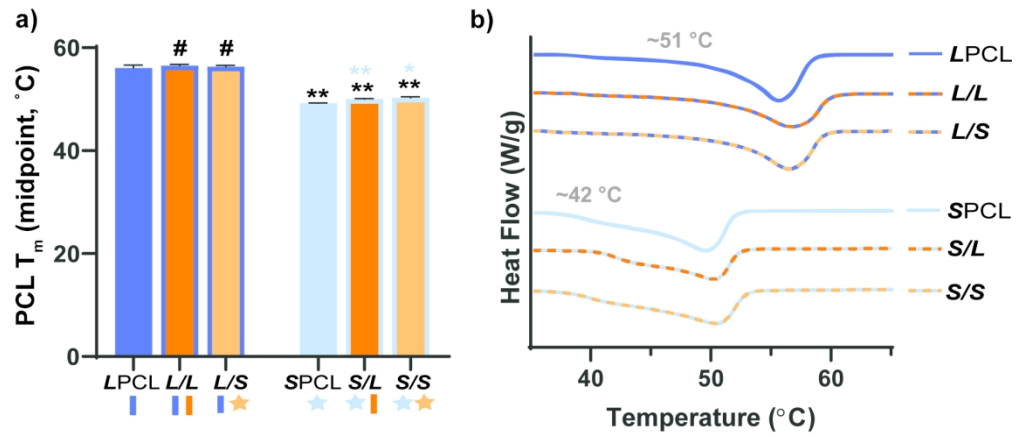 a)
PCL Tm (midpoint, ˚C)
60
40
20
0
# #
** ** **
** *
LPCL L/L L/S SPCL S/L S/S
b)
Heat Flow (W/g)
~51 °C
~42 °C
LPCL
L/L
L/S
SPCL
S/L
S/S
40 50 60
Temperature (°C)